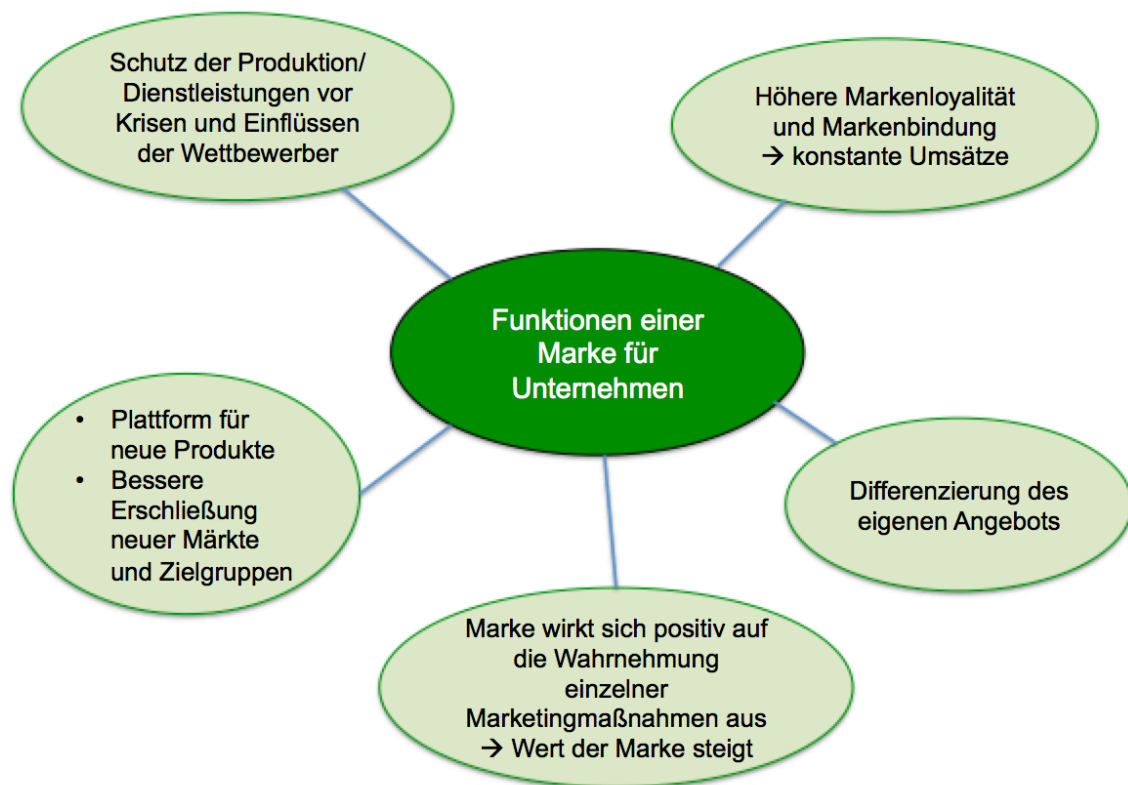 Schutz der Produktion/
Dienstleistungen vor
Krisen und Einflüssen
der Wettbewerber
Höhere Markenloyalität
und Markenbindung
→ konstante Umsätze
Funktionen einer
Marke für
Unternehmen
• Plattform für
neue Produkte
• Bessere
Erschließung
neuer Märkte
und Zielgruppen
Differenzierung des
eigenen Angebots
Marke wirkt sich positiv auf
die Wahrnehmung
einzelner
Marketingmaßnahmen aus
→ Wert der Marke steigt